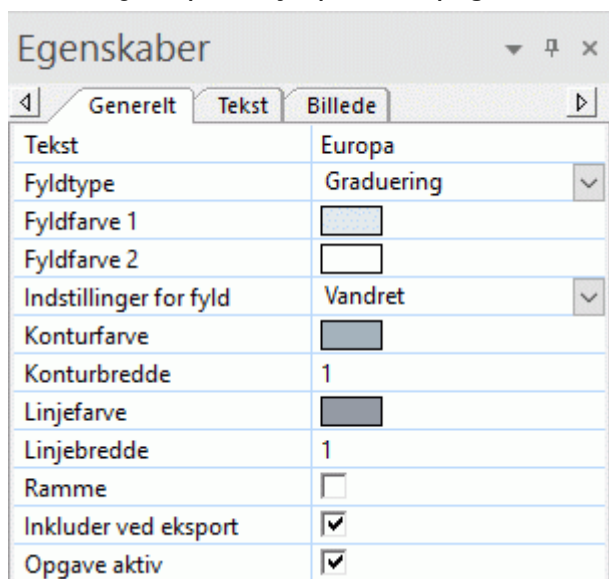 Egenskaber
Generelt Tekst Billede
Tekst Europa
Fyldtype Graduering
Fyldfarve 1
Fyldfarve 2
Indstillinger for fyld Vandret
Konturfarve
Konturbredde 1
Linjefarve
Linjebredde 1
Ramme
Inkluder ved eksport
Opgave aktiv